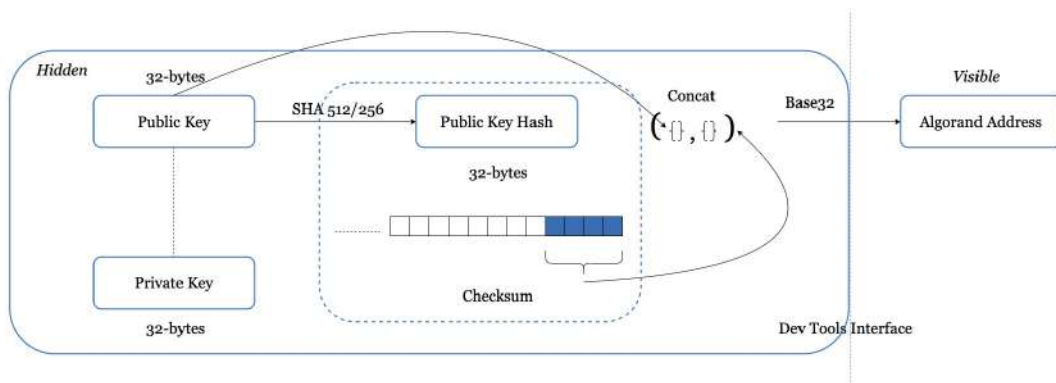 Hidden
32-bytes
Public Key
SHA 512/256
Public Key Hash
32-bytes
Concat
( {} , {} )
Base32
Visible
Algorand Address
........
Checksum
Private Key
32-bytes
Dev Tools Interface